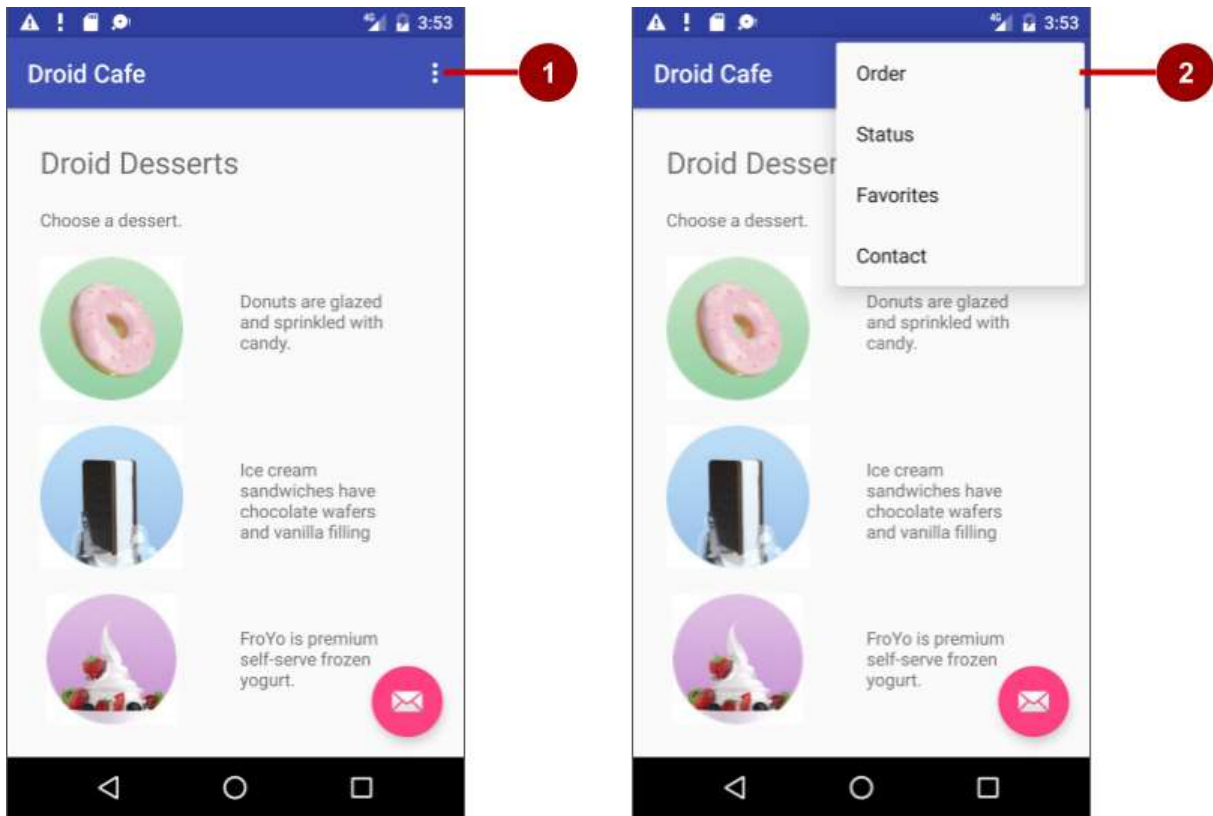 3:53
Droid Cafe
1
Droid Desserts
Choose a dessert.
Donuts are glazed
and sprinkled with
candy.
Ice cream
sandwiches have
chocolate wafers
and vanilla filling
FroYo is premium
self-serve frozen
yogurt.
3:53
Droid Cafe
Order
2
Status
Droid Desser
Favorites
Choose a dessert.
Contact
Donuts are glazed
and sprinkled with
candy.
Ice cream
sandwiches have
chocolate wafers
and vanilla filling
FroYo is premium
self-serve frozen
yogurt.